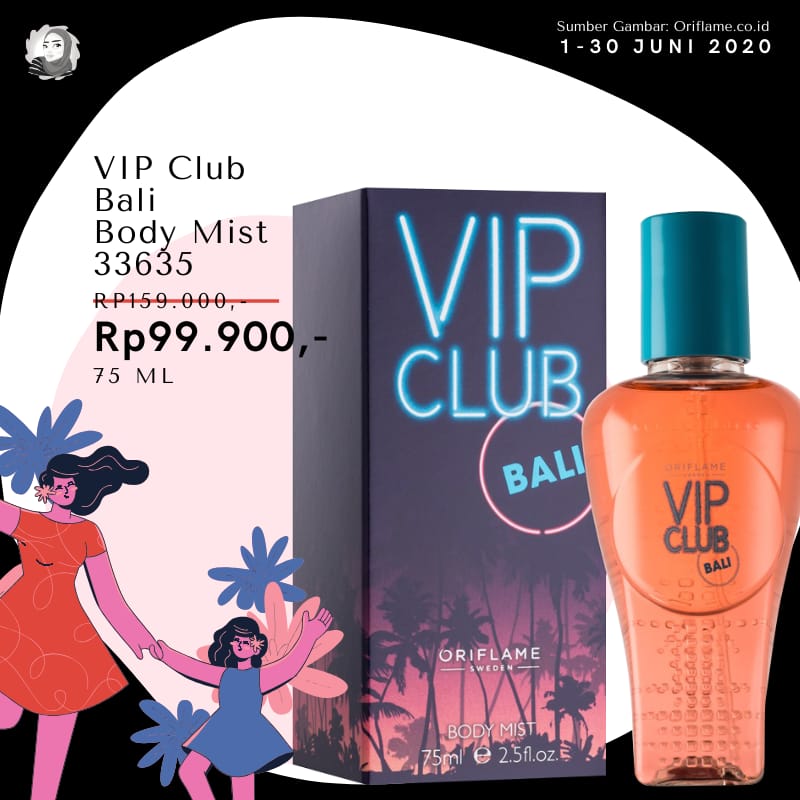 Sumber Gambar: Oriflame.co.id
1-30 JUNI 2020
VIP Club
Bali
Body Mist
33635
RP159.000,-
Rp99.900,-
75 ML
VIP
CLUB
BALI
ORIFLAME
SWEDEN
BODY MIST
75ml e 2.5fl.oz.
ORIFLAME
SWEDEN
VIP
CLUB
BALI